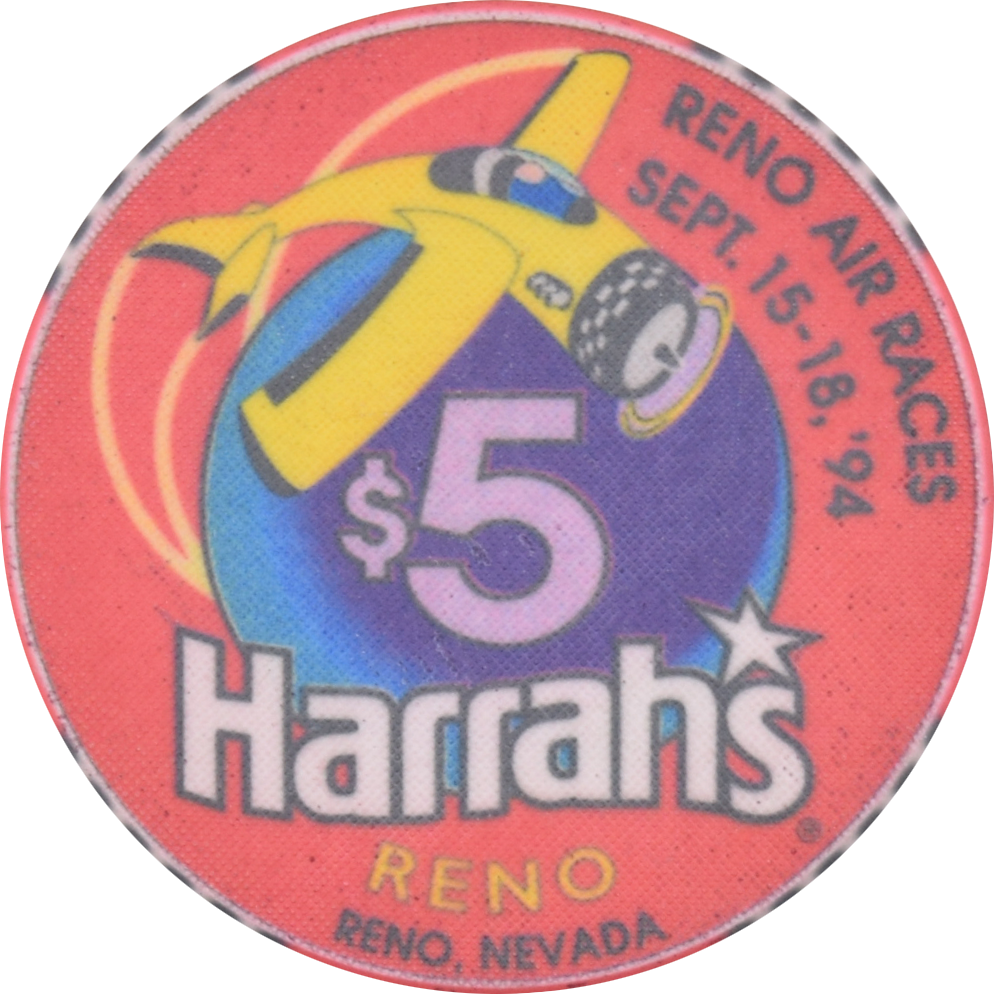 RENO AIR RACES
SEPT. 15-18, '94
$5
Harrah's
®
RENO
RENO, NEVADA